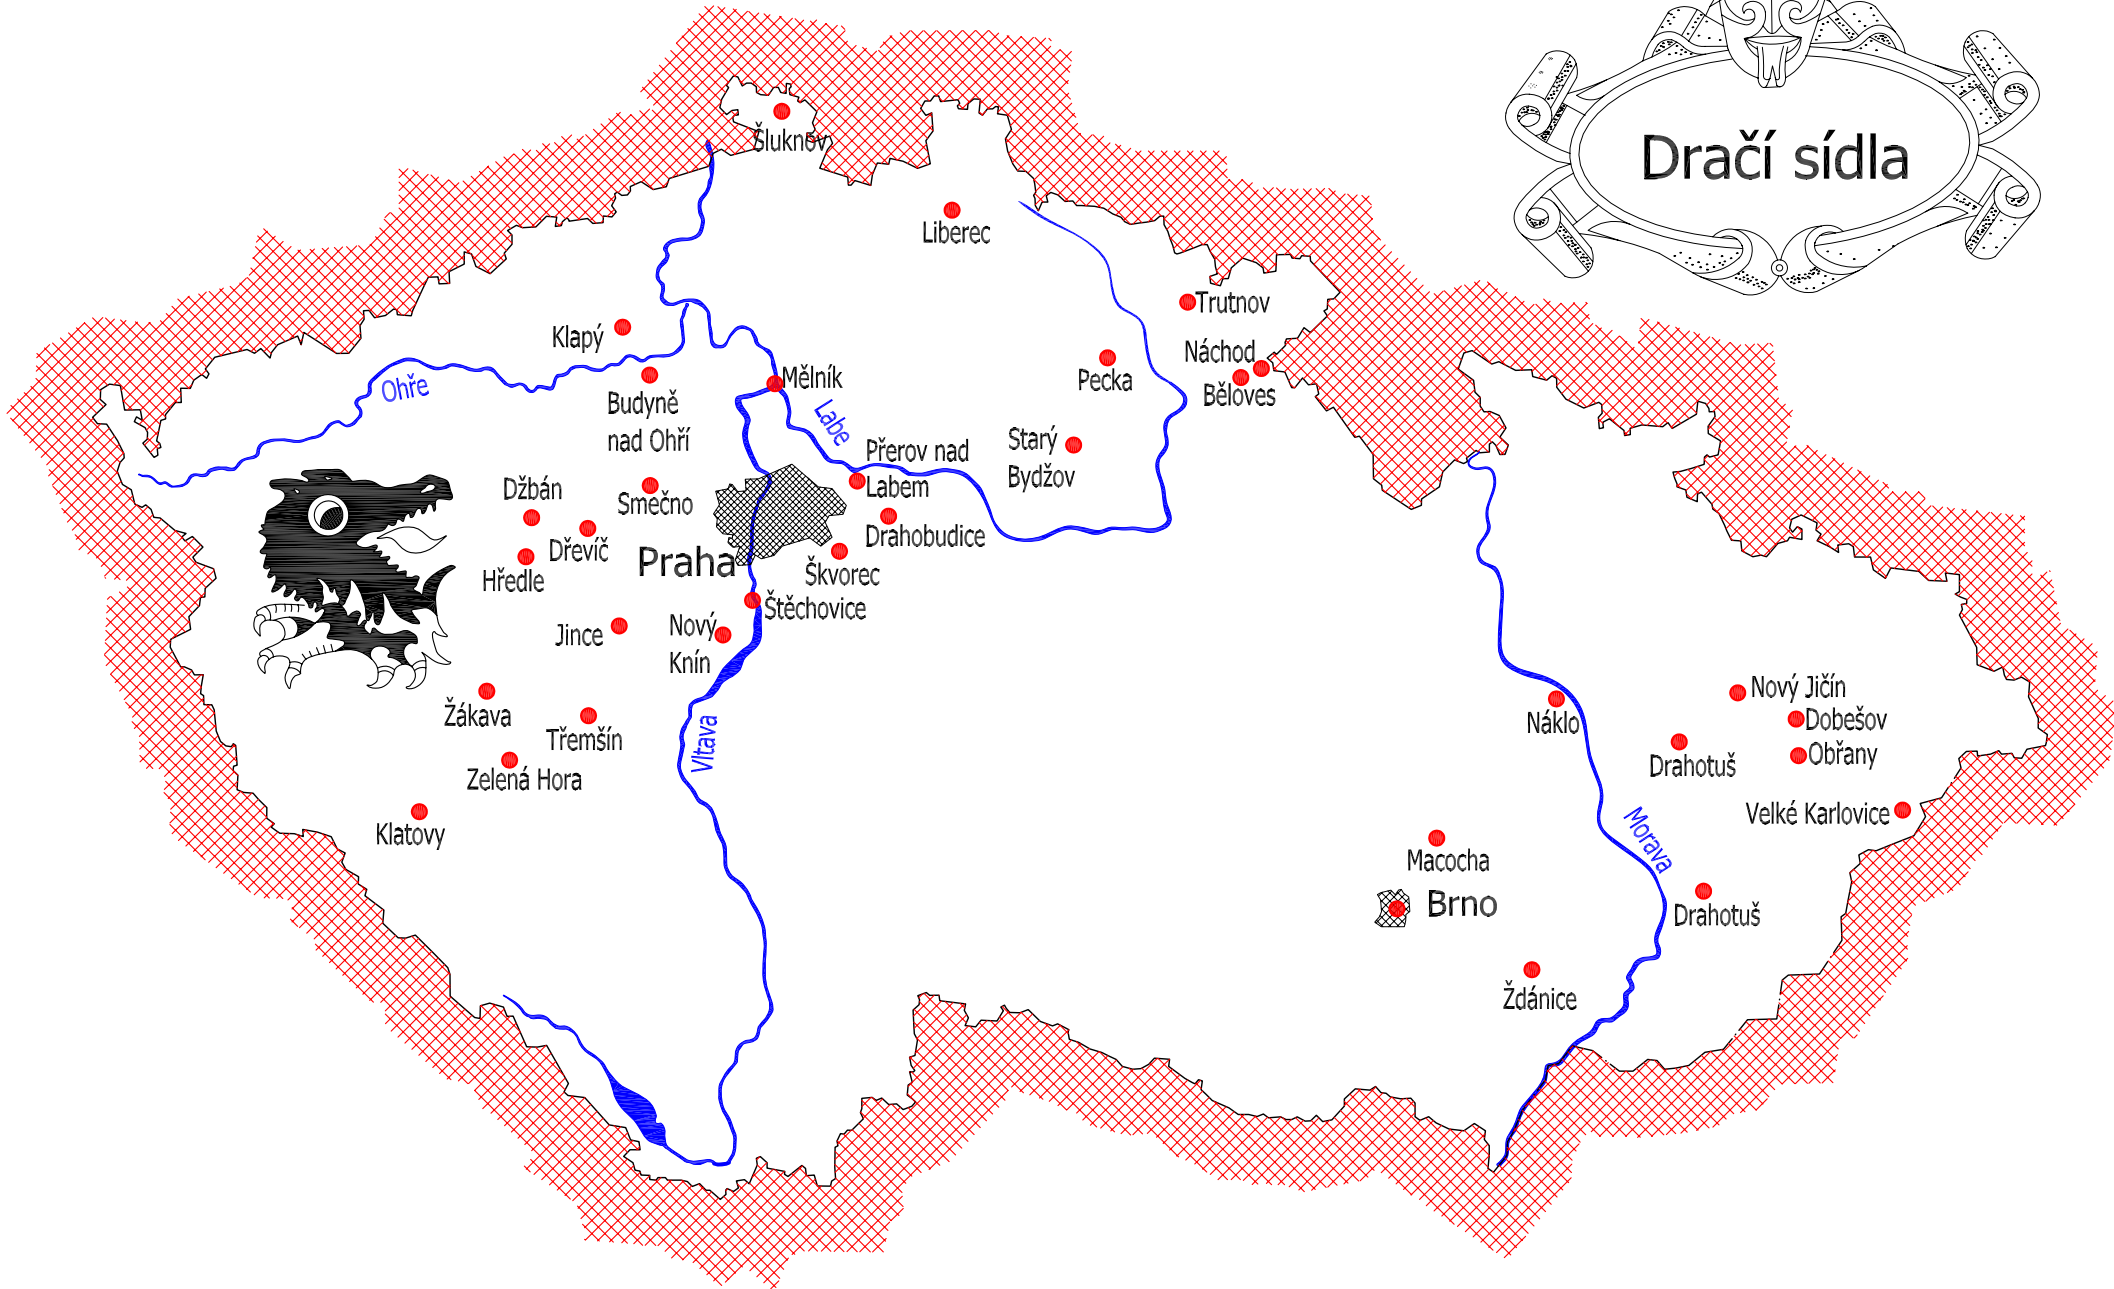 Dračí sídla
Šluknov
Liberec
Trutnov
Klapý
Náchod
Pecka
Běloves
Mělník
Ohře
Budyně
nad Ohří
Labe
Starý
Bydžov
Přerov nad
Labem
Džbán
Smečno
Drahobudice
Dřevíč
Praha
Škvorec
Hředle
Štěchovice
Jince
Nový
Knín
Žákava
Třemšín
Vltava
Zelená Hora
Klatovy
Nový Jičín
Náklo
Dobešov
Obřany
Drahotuš
Velké Karlovice
Morava
Macocha
Brno
Drahotuš
Ždánice